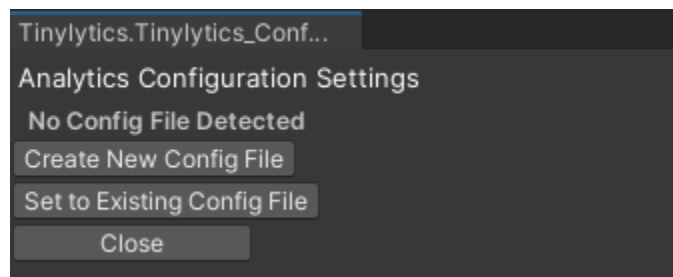 Tinylytics.Tinylytics_Conf...
Analytics Configuration Settings
No Config File Detected
Create New Config File
Set to Existing Config File
Close